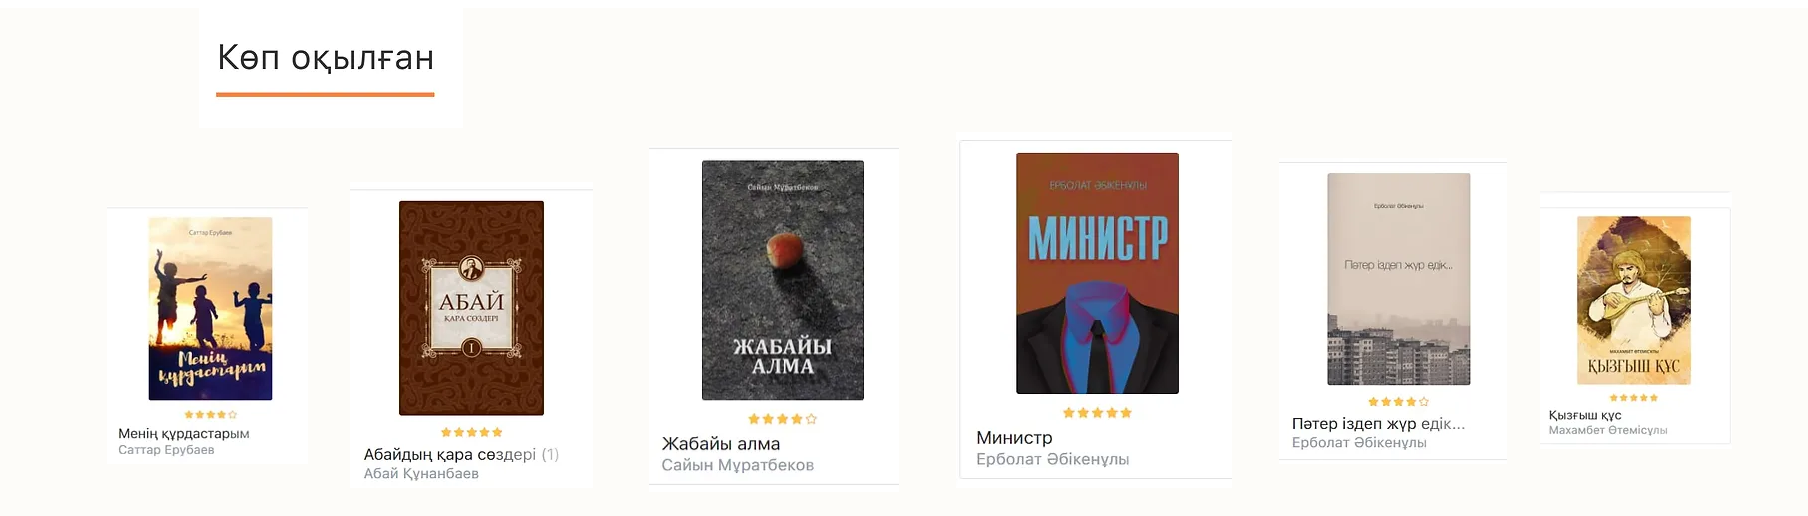 Көп оқылған
Саттар Ерубаев
Менің
құрдастарым
Менің құрдастарым
Саттар Ерубаев
АБАЙ
ҚАРА СӨЗДЕРІ
I
Абайдың қара сөздері (1)
Абай Құнанбаев
Сайын Мұратбеков
ЖАБАЙЫ
АЛМА
Жабайы алма
Сайын Мұратбеков
ЕРБОЛАТ ӘБІКЕНҰЛЫ
МИНИСТР
Министр
Ерболат Әбікенұлы
Ерболат Әбікенұлы
Пәтер іздеп жүр едік...
Пәтер іздеп жүр едік...
Ерболат Әбікенұлы
МАХАМБЕТ ӨТЕМІСҰЛЫ
ҚЫЗҒЫШ ҚҰС
Қызғыш құс
Махамбет Өтемісұлы